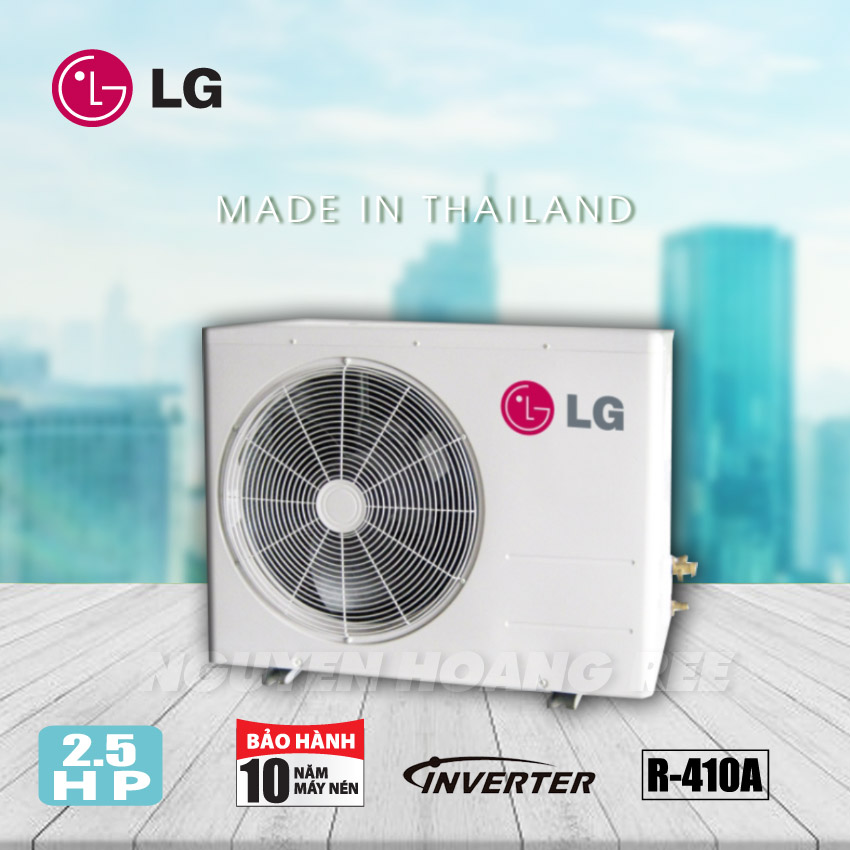 LG
MADE IN THAILAND
LG
NGUYEN HOANG REE
2.5
HP
BẢO HÀNH
10 NĂM
MÁY NÉN
INVERTER
R-410A